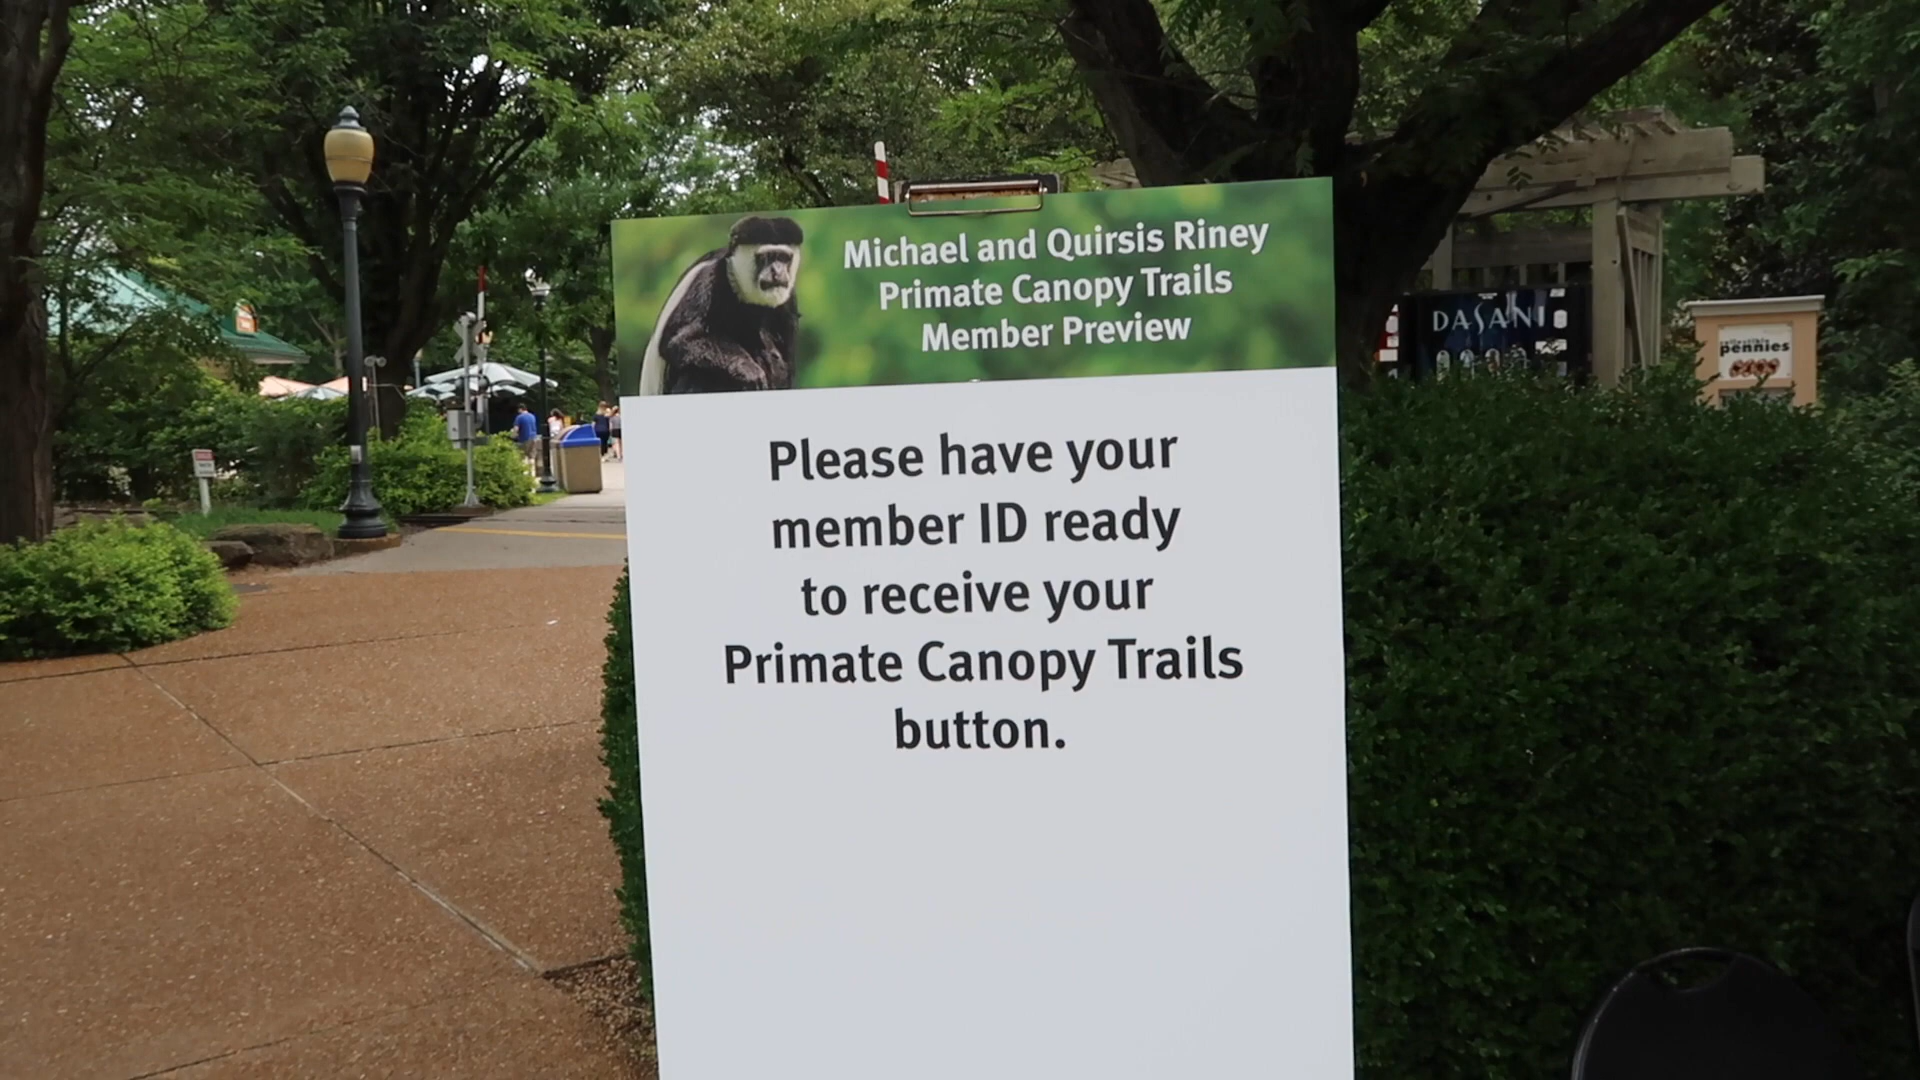 Michael and Quirsis Riney
Primate Canopy Trails
Member Preview
Please have your
member ID ready
to receive your
Primate Canopy Trails
button.
DASANI
collectible
pennies